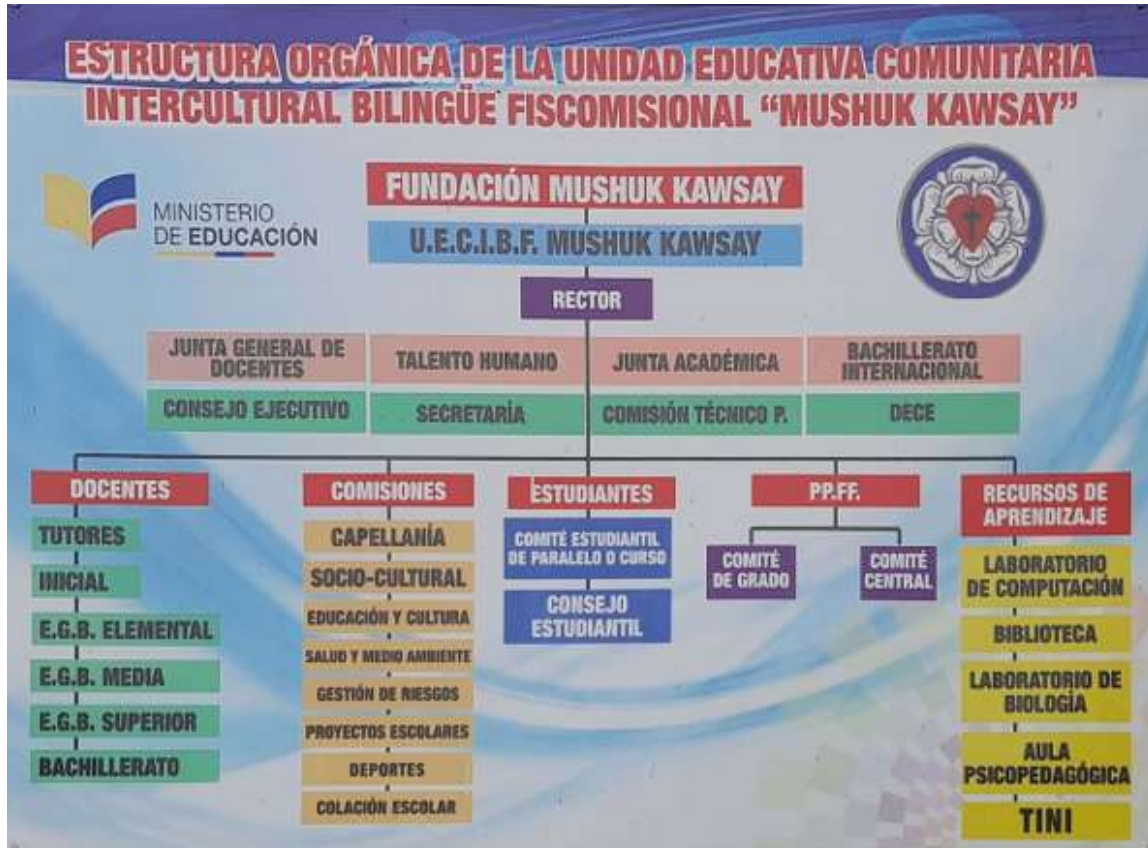 ESTRUCTURA ORGÁNICA DE LA UNIDAD EDUCATIVA COMUNITARIA
INTERCULTURAL BILINGÜE FISCOMISIONAL “MUSHUK KAWSAY”
MINISTERIO
DE EDUCACIÓN
FUNDACIÓN MUSHUK KAWSAY
U.E.C.I.B.F. MUSHUK KAWSAY
RECTOR
JUNTA GENERAL DE
DOCENTES
TALENTO HUMANO
JUNTA ACADÉMICA
BACHILLERATO
INTERNACIONAL
CONSEJO EJECUTIVO
SECRETARÍA
COMISIÓN TÉCNICO P.
DECE
DOCENTES
TUTORES
INICIAL
E.G.B. ELEMENTAL
E.G.B. MEDIA
E.G.B. SUPERIOR
BACHILLERATO
COMISIONES
CAPELLANÍA
SOCIO-CULTURAL
EDUCACIÓN Y CULTURA
SALUD Y MEDIO AMBIENTE
GESTIÓN DE RIESGOS
PROYECTOS ESCOLARES
DEPORTES
COLACIÓN ESCOLAR
ESTUDIANTES
COMITÉ ESTUDIANTIL
DE PARALELO O CURSO
CONSEJO
ESTUDIANTIL
PP.FF.
COMITÉ
DE GRADO
COMITÉ
CENTRAL
RECURSOS DE
APRENDIZAJE
LABORATORIO
DE COMPUTACIÓN
BIBLIOTECA
LABORATORIO DE
BIOLOGÍA
AULA
PSICOPEDAGÓGICA
TINI